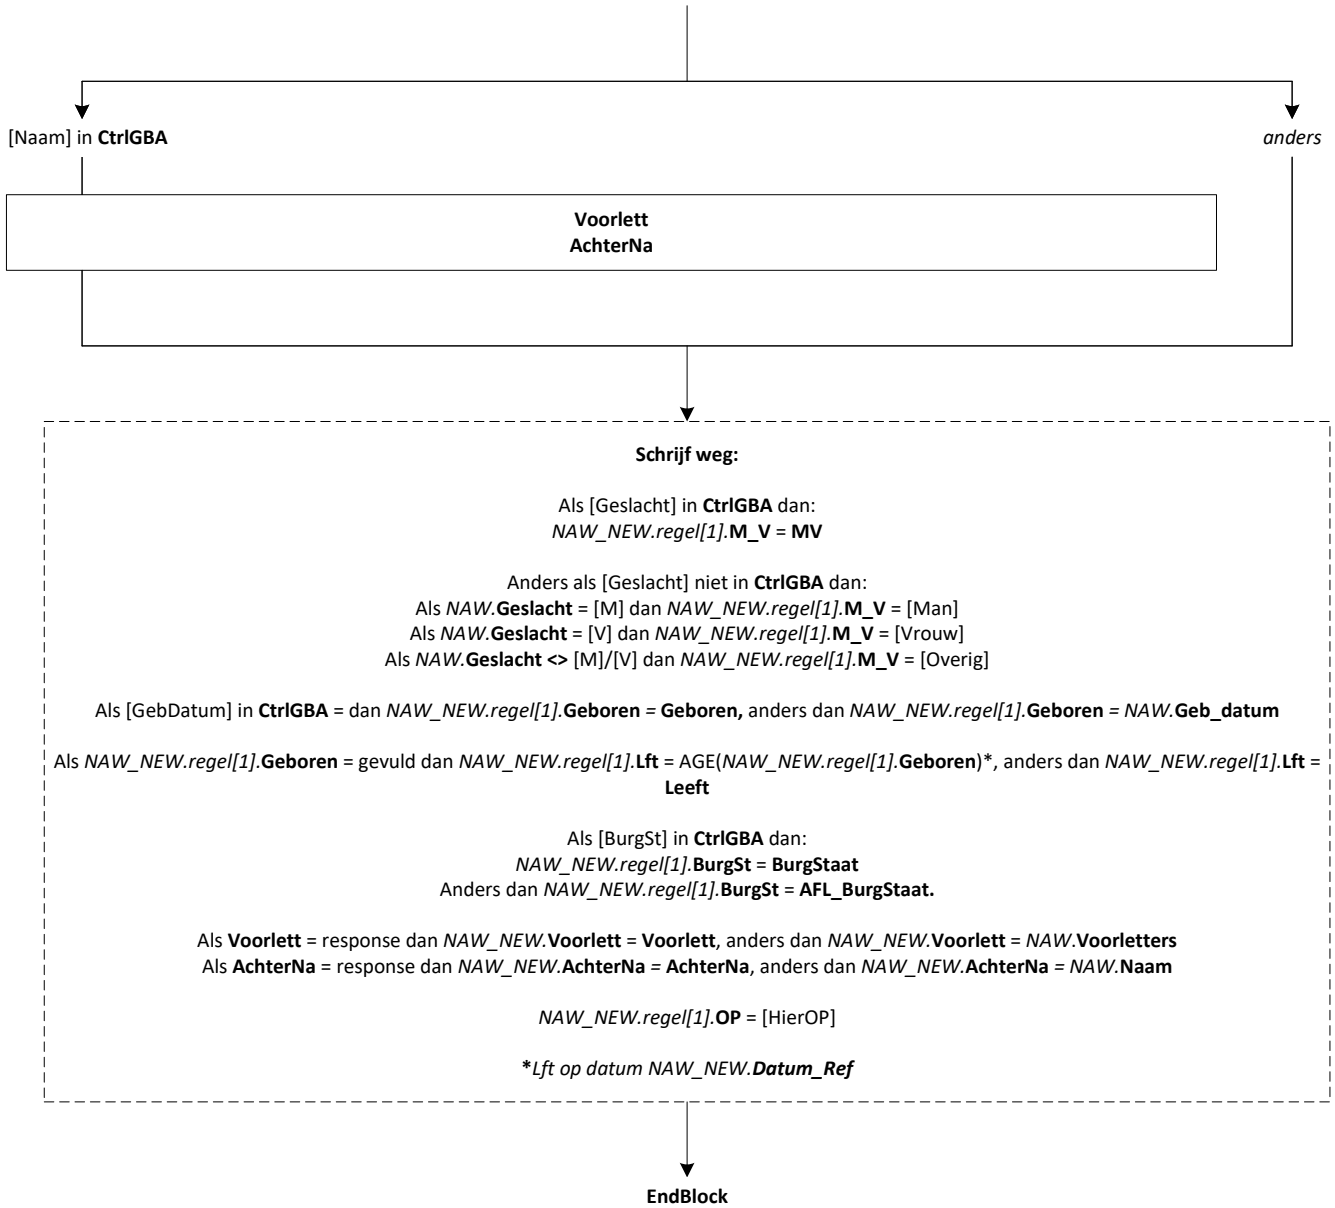 [Naam] in CtrlGBA
anders
Voorlett
AchterNa
Schrijf weg:
Als [Geslacht] in CtrlGBA dan:
NAW_NEW.regel[1].M_V = MV
Anders als [Geslacht] niet in CtrlGBA dan:
Als NAW.Geslacht = [M] dan NAW_NEW.regel[1].M_V = [Man]
Als NAW.Geslacht = [V] dan NAW_NEW.regel[1].M_V = [Vrouw]
Als NAW.Geslacht <> [M]/[V] dan NAW_NEW.regel[1].M_V = [Overig]
Als [GebDatum] in CtrlGBA = dan NAW_NEW.regel[1].Geboren = Geboren, anders dan NAW_NEW.regel[1].Geboren = NAW.Geb_datum
Als NAW_NEW.regel[1].Geboren = gevuld dan NAW_NEW.regel[1].Lft = AGE(NAW_NEW.regel[1].Geboren)*, anders dan NAW_NEW.regel[1].Lft =
Leeft
Als [BurgSt] in CtrlGBA dan:
NAW_NEW.regel[1].BurgSt = BurgStaat
Anders dan NAW_NEW.regel[1].BurgSt = AFL_BurgStaat.
Als Voorlett = response dan NAW_NEW.Voorlett = Voorlett, anders dan NAW_NEW.Voorlett = NAW.Voorletters
Als AchterNa = response dan NAW_NEW.AchterNa = AchterNa, anders dan NAW_NEW.AchterNa = NAW.Naam
NAW_NEW.regel[1].OP = [HierOP]
*Lft op datum NAW_NEW.Datum_Ref
EndBlock